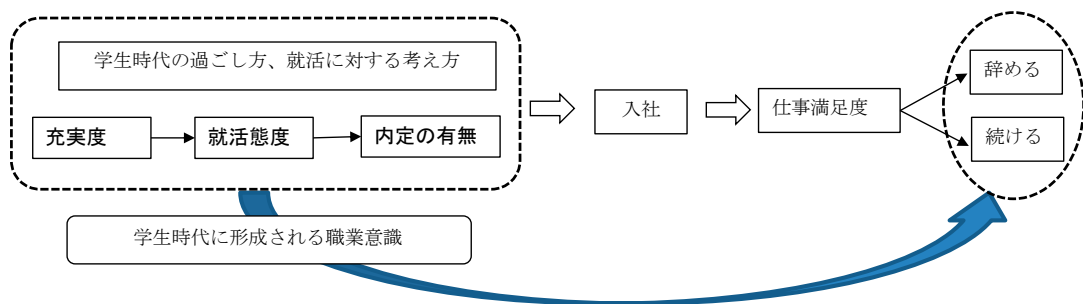 学生時代の過ごし方、就活に対する考え方
充実度
就活態度
内定の有無
入社
仕事満足度
辞める
続ける
学生時代に形成される職業意識